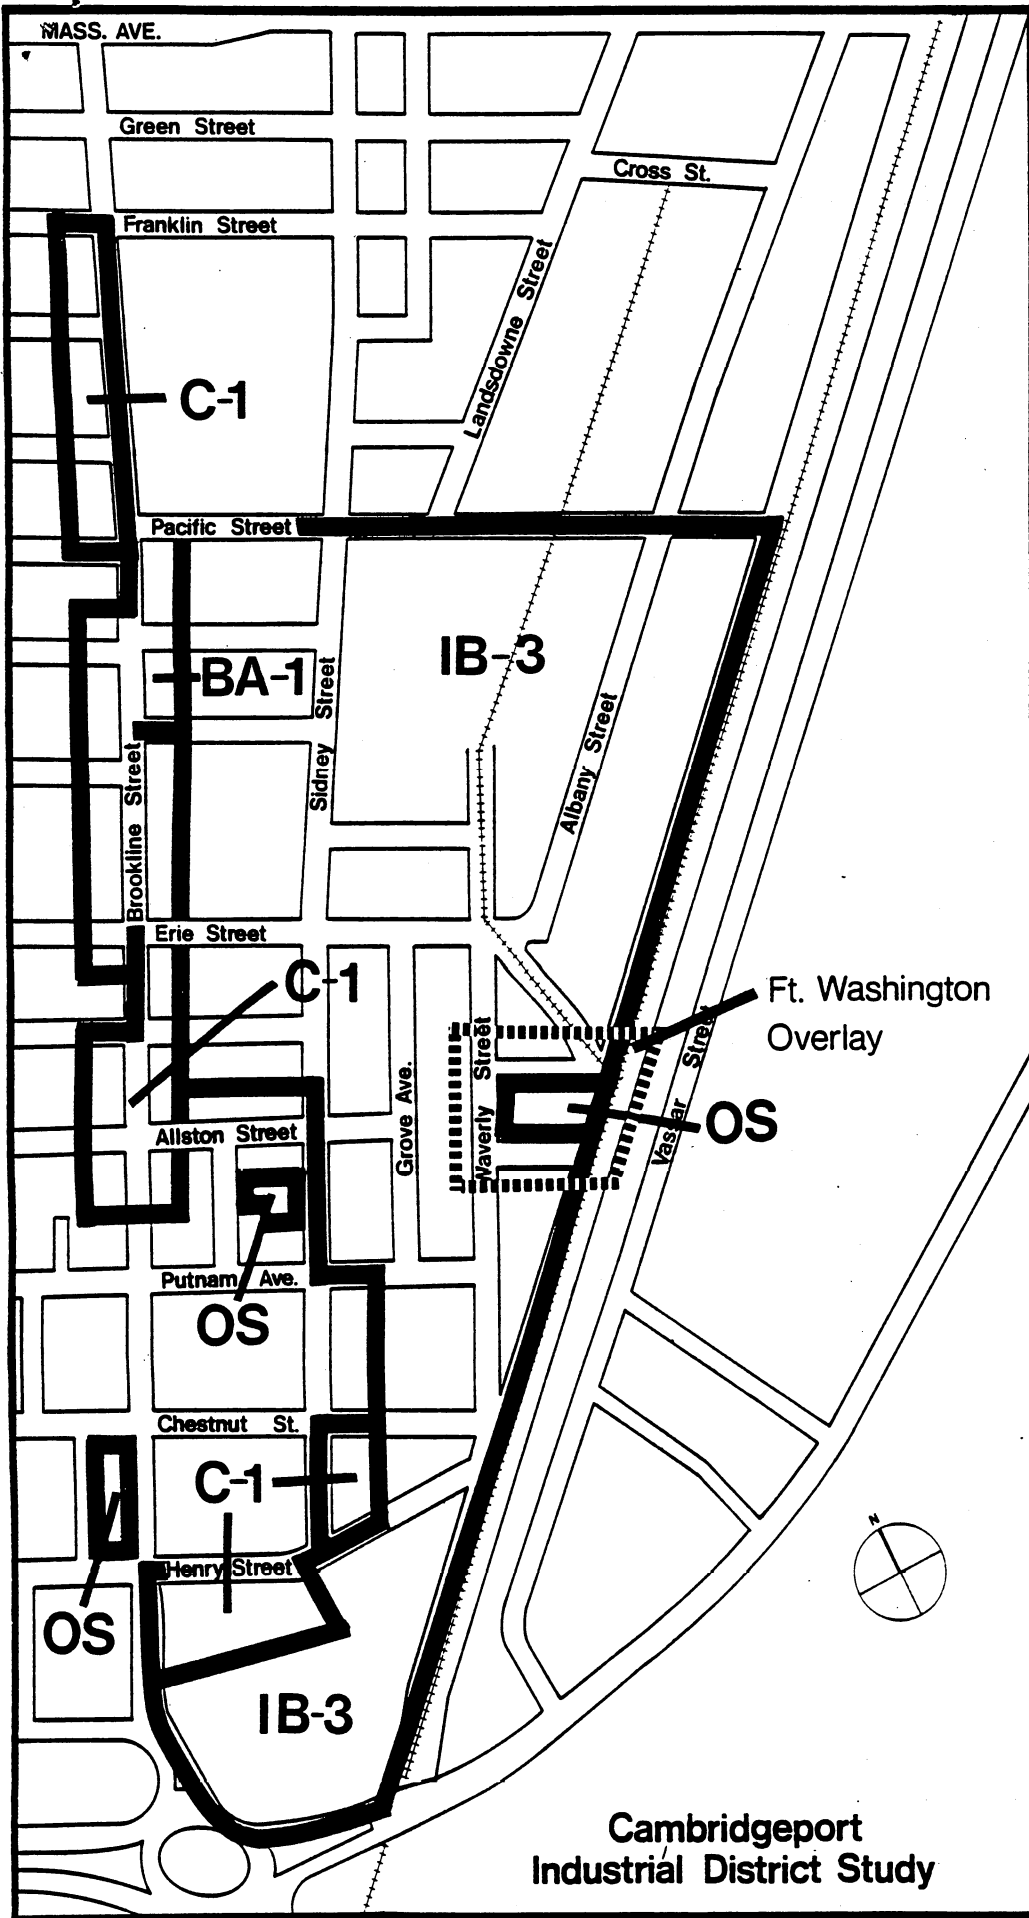 MASS. AVE.
Green Street
Cross St.
Franklin Street
Landsdowne Street
C-1
Pacific Street
IB-3
BA-1
Sidney Street
Albany Street
Brookline Street
Erie Street
C-1
Ft. Washington
Overlay
Vassar Street
Waverly Street
Grove Ave.
OS
Allston Street
Putnam Ave.
OS
Chestnut St.
C-1
N
Henry Street
OS
IB-3
Cambridgeport
Industrial District Study